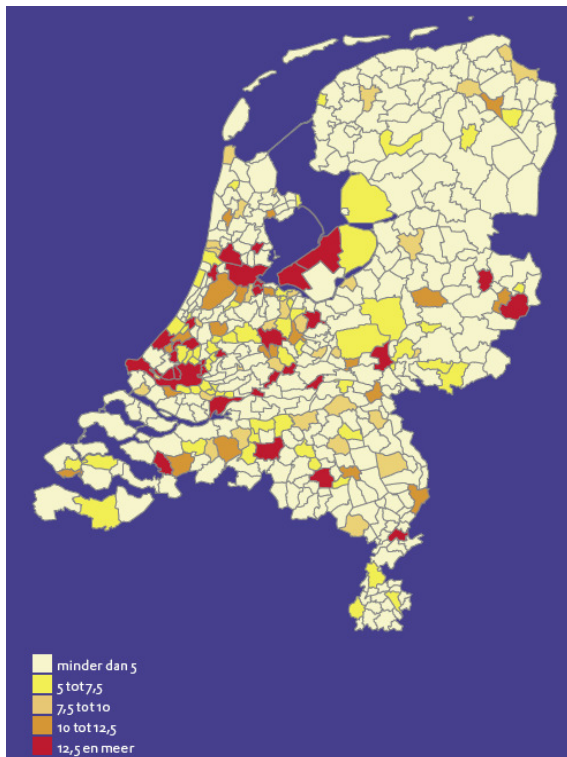 minder dan 5
5 tot 7,5
7,5 tot 10
10 tot 12,5
12,5 en meer